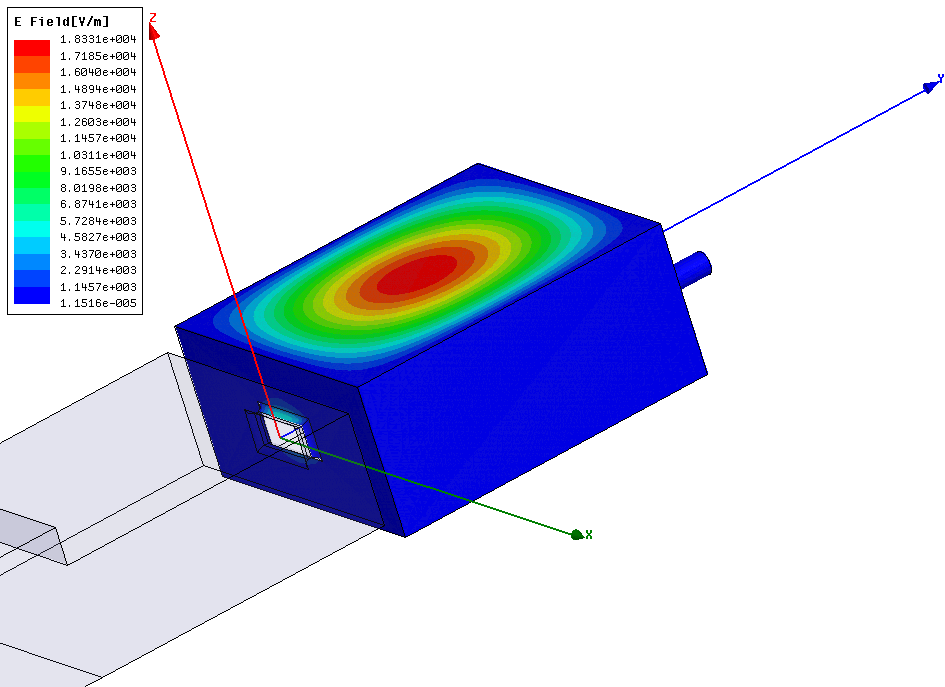 E Field[V/m]
1.8331e+004
1.7185e+004
1.6040e+004
1.4894e+004
1.3748e+004
1.2603e+004
1.1457e+004
1.0311e+004
9.1655e+003
8.0198e+003
6.8741e+003
5.7284e+003
4.5827e+003
3.4370e+003
2.2914e+003
1.1457e+003
1.1516e-005
Z
Y
X